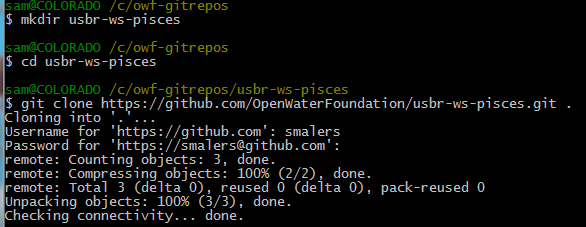 sam@COLORADO /c/owf-gitrepos
$ mkdir usbr-ws-pisces
sam@COLORADO /c/owf-gitrepos
$ cd usbr-ws-pisces
sam@COLORADO /c/owf-gitrepos/usbr-ws-pisces
$ git clone https://github.com/OpenWaterFoundation/usbr-ws-pisces.git .
Cloning into '.'...
Username for 'https://github.com': smalers
Password for 'https://smalers@github.com':
remote: Counting objects: 3, done.
remote: Compressing objects: 100% (2/2), done.
remote: Total 3 (delta 0), reused 0 (delta 0), pack-reused 0
Unpacking objects: 100% (3/3), done.
Checking connectivity... done.